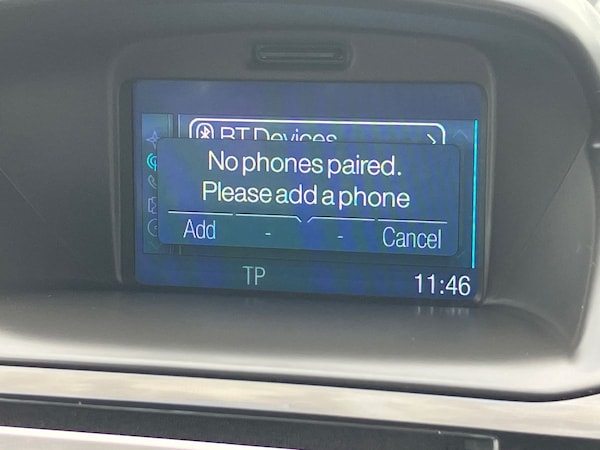 BT Devices
No phones paired.
Please add a phone
Add - - Cancel
TP 11:46